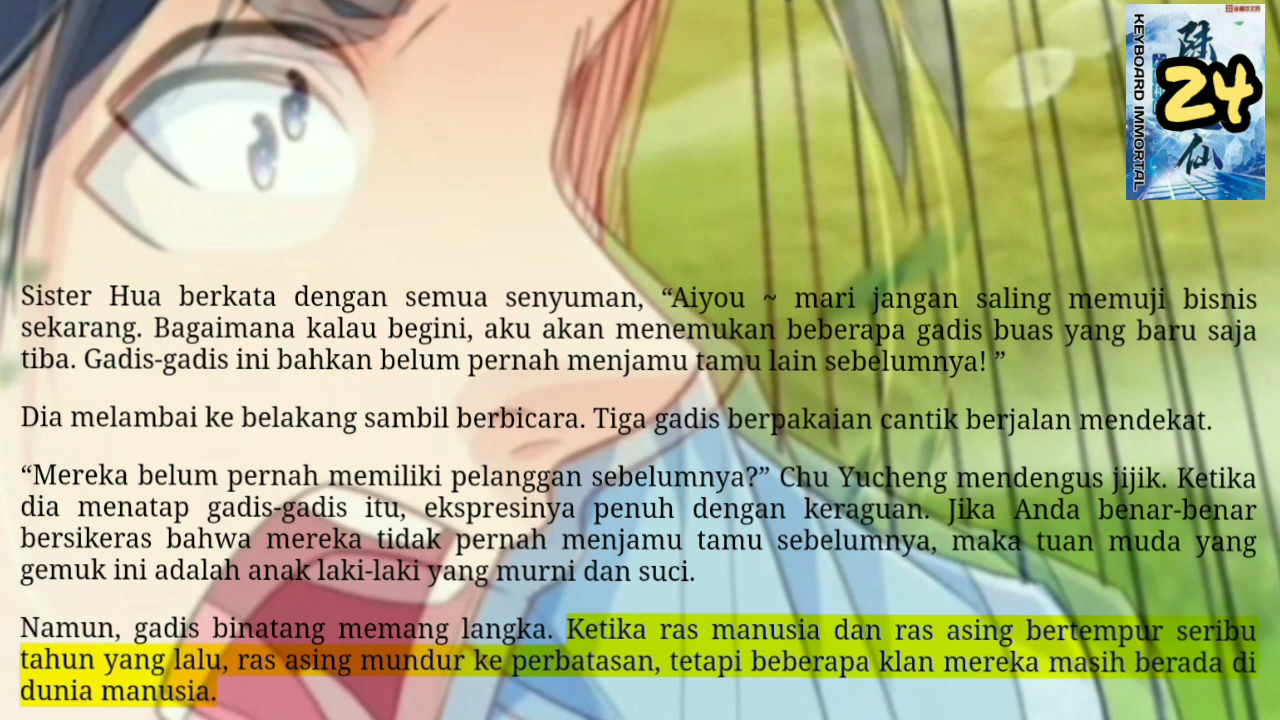 KEYBOARD IMMORTAL
陆
仙
24
Sister Hua berkata dengan semua senyuman, “Aiyou ~ mari jangan saling memuji bisnis
sekarang. Bagaimana kalau begini, aku akan menemukan beberapa gadis buas yang baru saja
tiba. Gadis-gadis ini bahkan belum pernah menjamu tamu lain sebelumnya! ”
Dia melambai ke belakang sambil berbicara. Tiga gadis berpakaian cantik berjalan mendekat.
“Mereka belum pernah memiliki pelanggan sebelumnya?” Chu Yucheng mendengus jijik. Ketika
dia menatap gadis-gadis itu, ekspresinya penuh dengan keraguan. Jika Anda benar-benar
bersikeras bahwa mereka tidak pernah menjamu tamu sebelumnya, maka tuan muda yang
gemuk ini adalah anak laki-laki yang murni dan suci.
Namun, gadis binatang memang langka. Ketika ras manusia dan ras asing bertempur seribu
tahun yang lalu, ras asing mundur ke perbatasan, tetapi beberapa klan mereka masih berada di
dunia manusia.